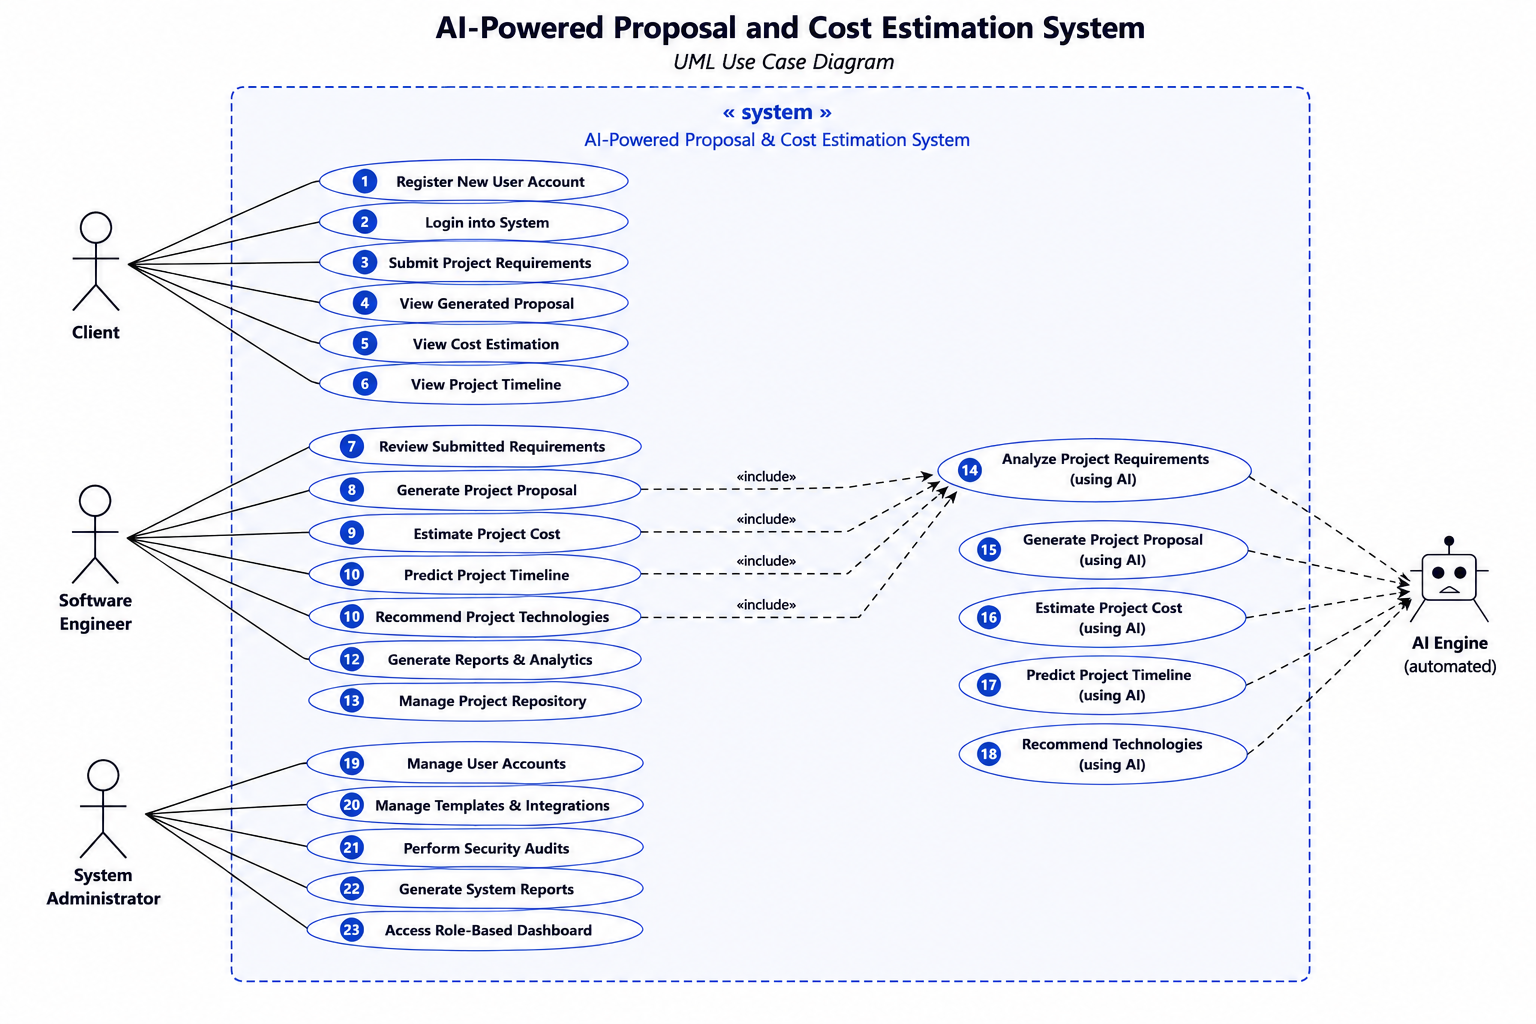 AI-Powered Proposal and Cost Estimation System
UML Use Case Diagram
« system »
AI-Powered Proposal & Cost Estimation System
Client
1 Register New User Account
2 Login into System
3 Submit Project Requirements
4 View Generated Proposal
5 View Cost Estimation
6 View Project Timeline
Software
Engineer
7 Review Submitted Requirements
8 Generate Project Proposal
9 Estimate Project Cost
10 Predict Project Timeline
10 Recommend Project Technologies
12 Generate Reports & Analytics
13 Manage Project Repository
«include»
«include»
«include»
«include»
14 Analyze Project Requirements
(using AI)
15 Generate Project Proposal
(using AI)
16 Estimate Project Cost
(using AI)
17 Predict Project Timeline
(using AI)
18 Recommend Technologies
(using AI)
AI Engine
(automated)
System
Administrator
19 Manage User Accounts
20 Manage Templates & Integrations
21 Perform Security Audits
22 Generate System Reports
23 Access Role-Based Dashboard